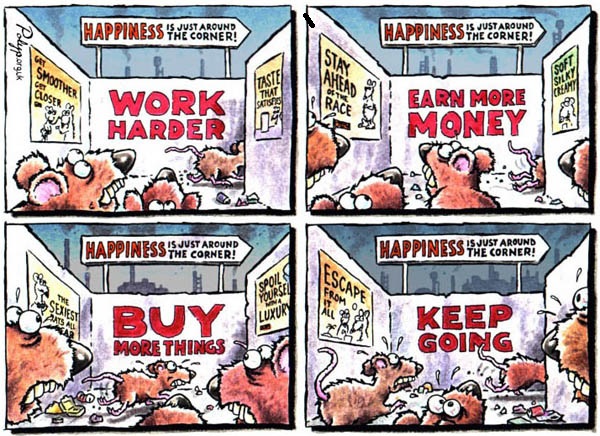 Polyp.org.uk
HAPPINESS IS JUST AROUND
THE CORNER!
GET
SMOOTHER
GET
CLOSER
WORK
HARDER
TASTE
THAT
SATISFIES
HAPPINESS IS JUST AROUND
THE CORNER!
STAY
AHEAD
OF THE
RACE
EARN MORE
MONEY
SOFT
SILKY
CREAMY
HAPPINESS IS JUST AROUND
THE CORNER!
THE
SEXIEST
RATS ALL
BUY
MORE THINGS
SPOIL
YOURSELF
WIN A
LUXURY
HAPPINESS IS JUST AROUND
THE CORNER!
ESCAPE
FROM
IT
ALL
KEEP
GOING